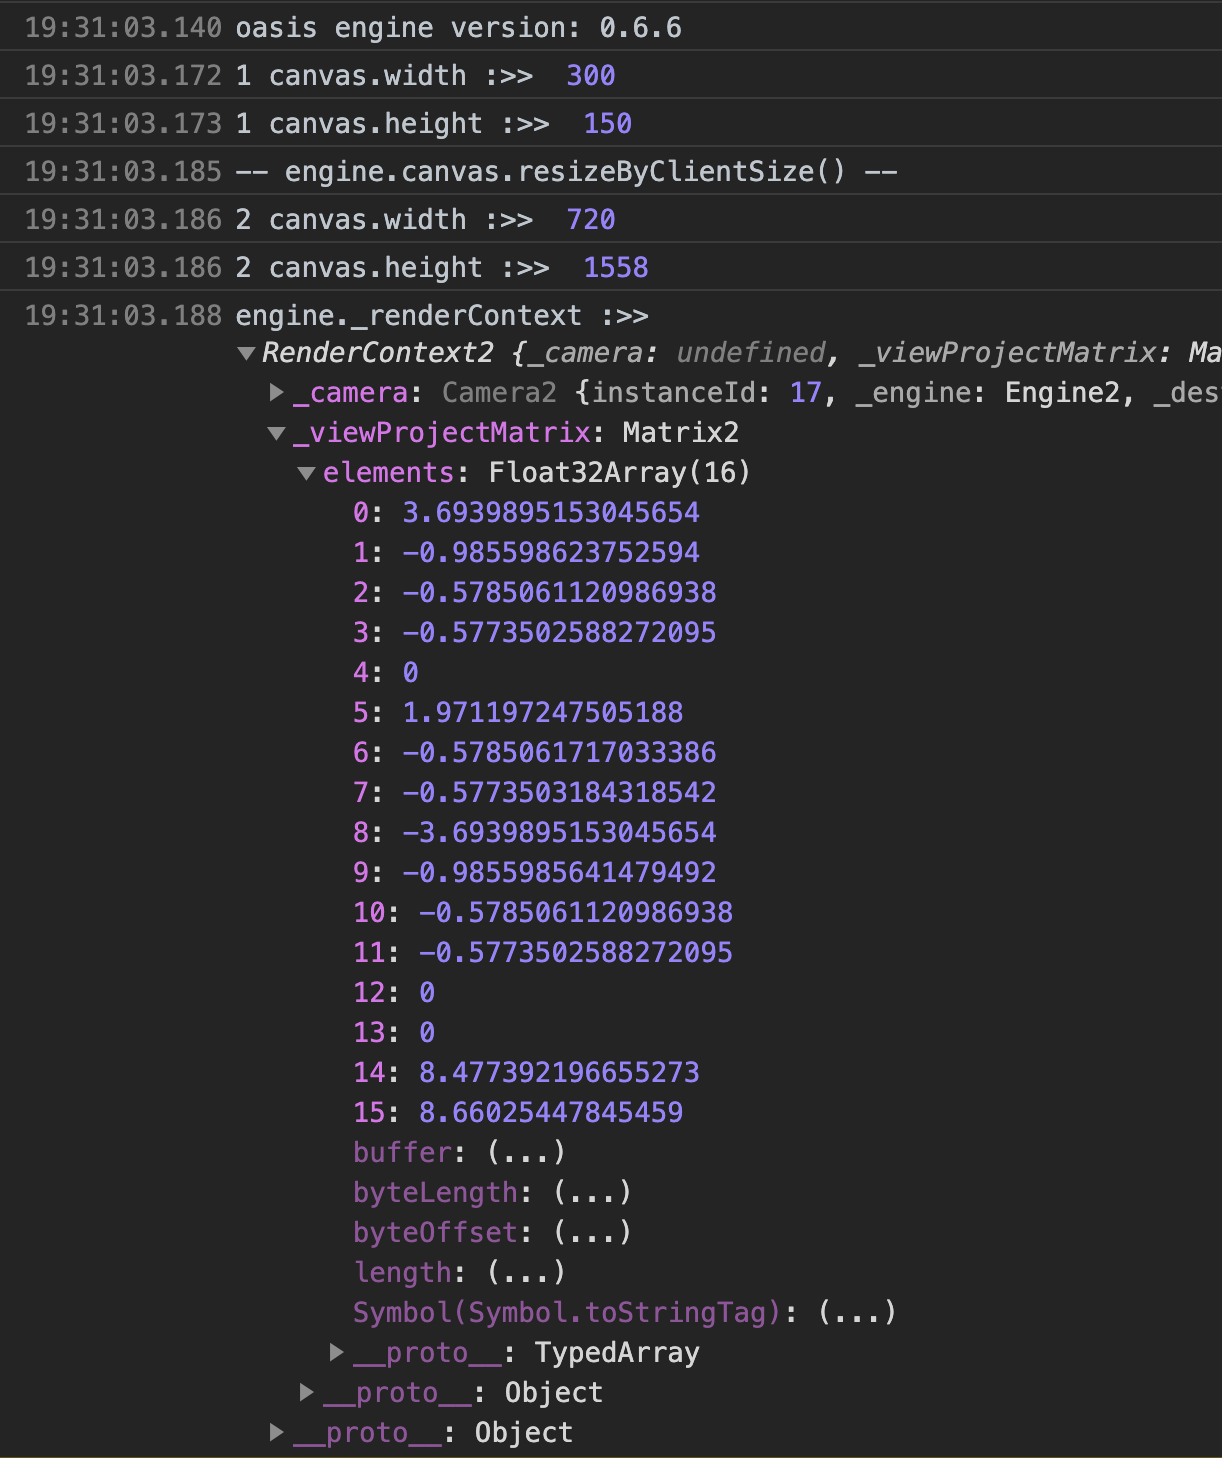 19:31:03.140 oasis engine version: 0.6.6
19:31:03.172 1 canvas.width :>>  300
19:31:03.173 1 canvas.height :>>  150
19:31:03.185 -- engine.canvas.resizeByClientSize() --
19:31:03.186 2 canvas.width :>>  720
19:31:03.186 2 canvas.height :>>  1558
19:31:03.188 engine._renderContext :>>
RenderContext2 {_camera: undefined, _viewProjectMatrix: Ma
_camera: Camera2 {instanceId: 17, _engine: Engine2, _des
_viewProjectMatrix: Matrix2
elements: Float32Array(16)
0: 3.6939895153045654
1: -0.985598623752594
2: -0.5785061120986938
3: -0.5773502588272095
4: 0
5: 1.971197247505188
6: -0.5785061717033386
7: -0.5773503184318542
8: -3.6939895153045654
9: -0.9855985641479492
10: -0.5785061120986938
11: -0.5773502588272095
12: 0
13: 0
14: 8.477392196655273
15: 8.66025447845459
buffer: (...)
byteLength: (...)
byteOffset: (...)
length: (...)
Symbol(Symbol.toStringTag): (...)
__proto__: TypedArray
__proto__: Object
__proto__: Object